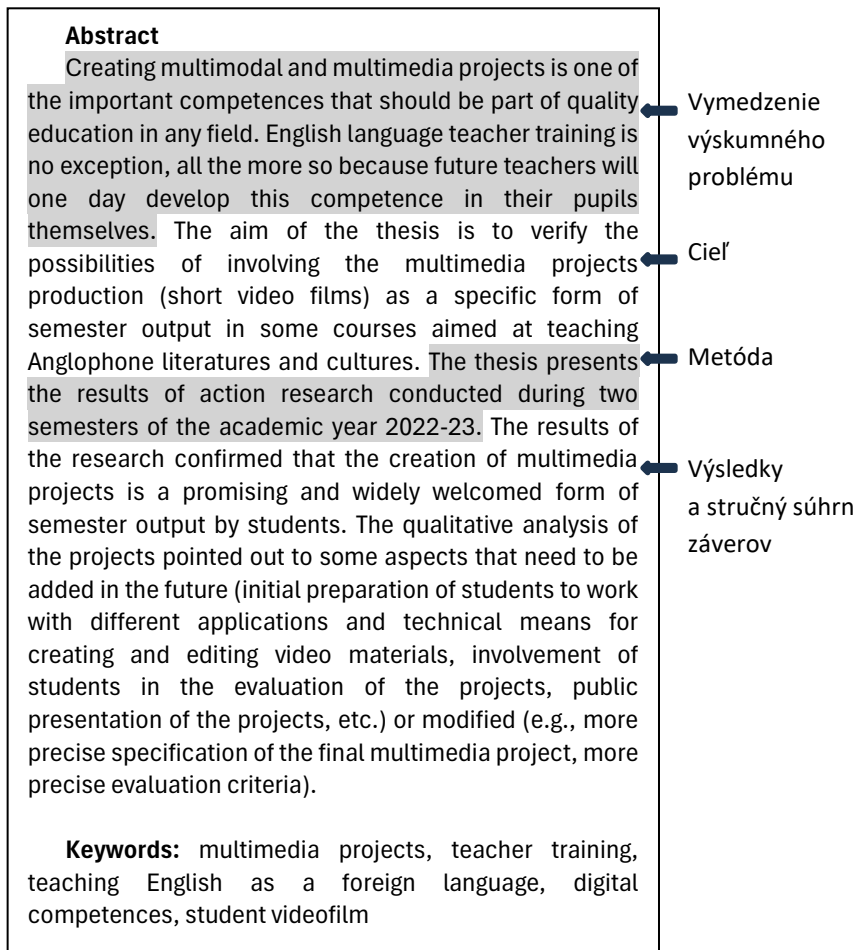 Abstract
Creating multimodal and multimedia projects is one of
the important competences that should be part of quality
education in any field. English language teacher training is
no exception, all the more so because future teachers will
one day develop this competence in their pupils
themselves. The aim of the thesis is to verify the
possibilities of involving the multimedia projects
production (short video films) as a specific form of
semester output in some courses aimed at teaching
Anglophone literatures and cultures. The thesis presents
the results of action research conducted during two
semesters of the academic year 2022-23. The results of
the research confirmed that the creation of multimedia
projects is a promising and widely welcomed form of
semester output by students. The qualitative analysis of
the projects pointed out to some aspects that need to be
added in the future (initial preparation of students to work
with different applications and technical means for
creating and editing video materials, involvement of
students in the evaluation of the projects, public
presentation of the projects, etc.) or modified (e.g., more
precise specification of the final multimedia project, more
precise evaluation criteria).
Keywords: multimedia projects, teacher training,
teaching English as a foreign language, digital
competences, student videofilm
Vymedzenie
výskumného
problému
Cieľ
Metóda
Výsledky
a stručný súhrn
záverov